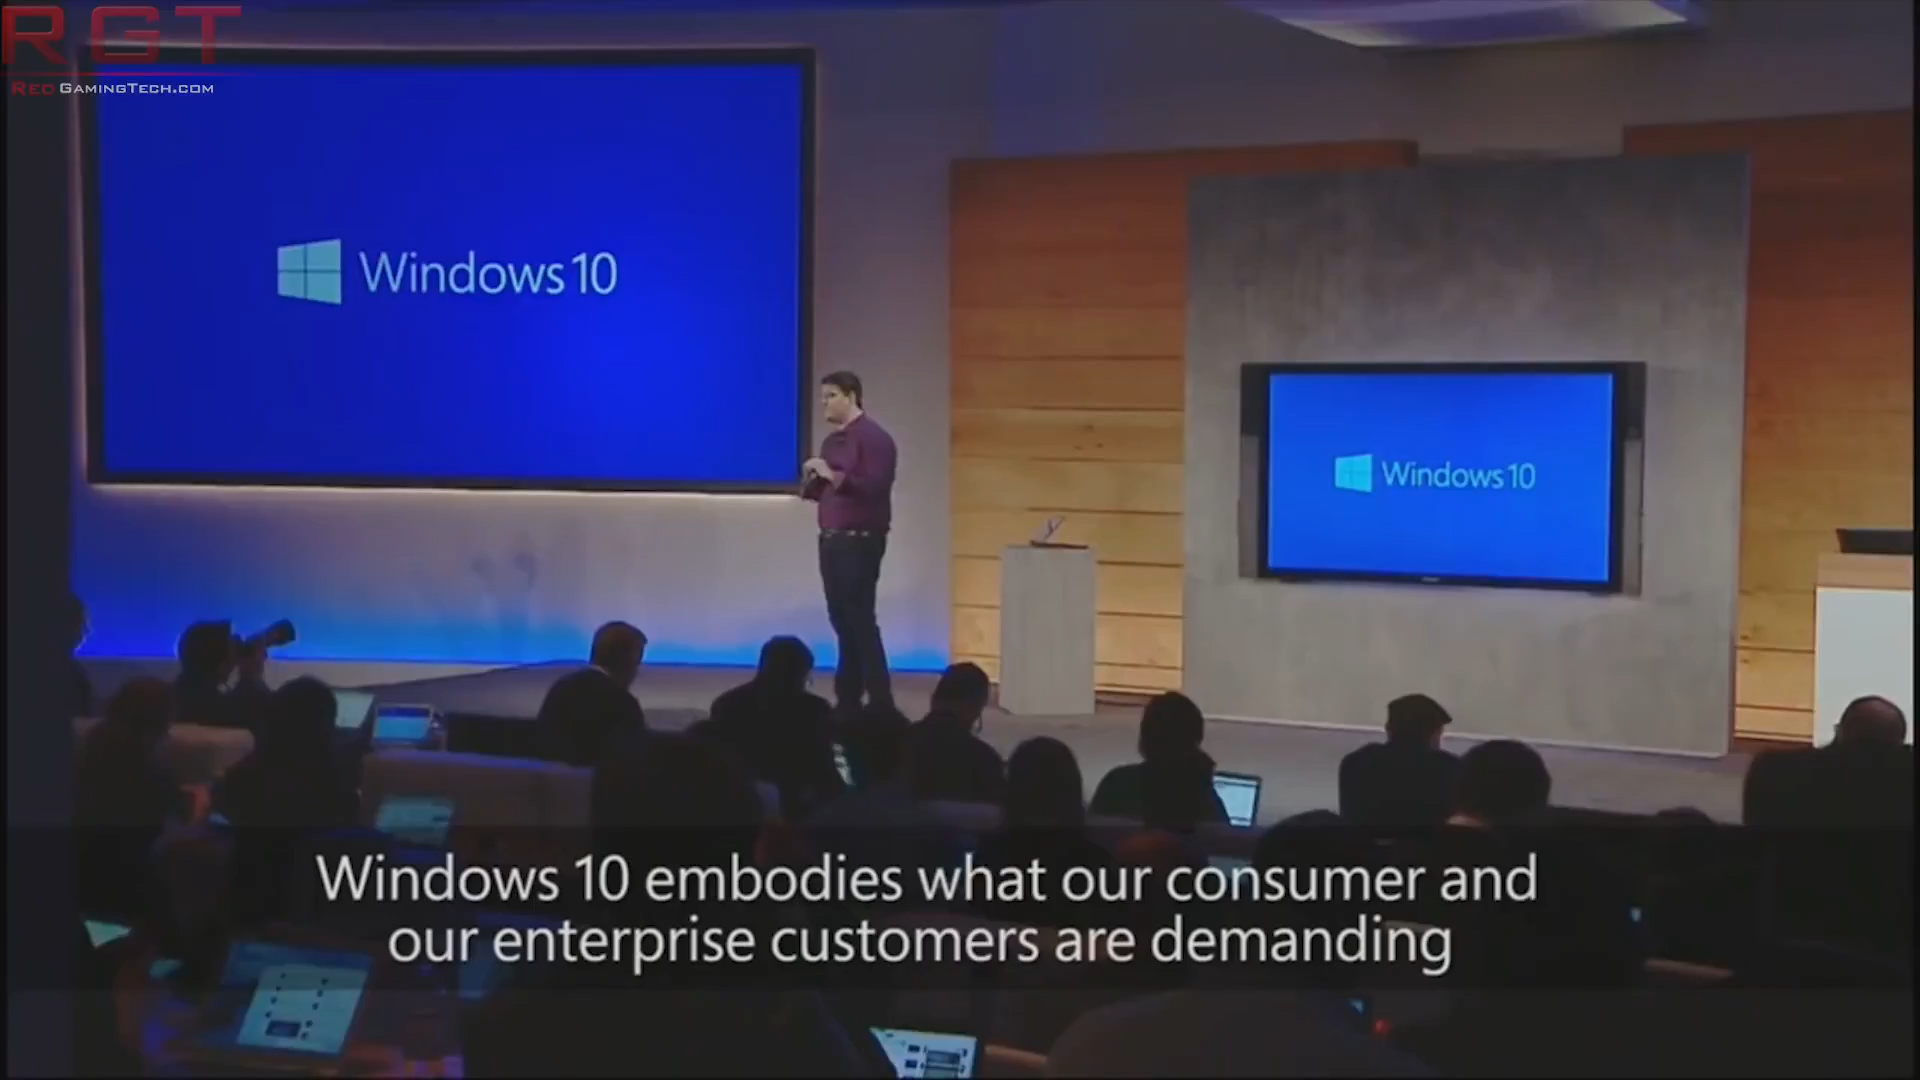 RGT
RedGamingTech.com
Windows 10
Windows 10
Windows 10 embodies what our consumer and
our enterprise customers are demanding